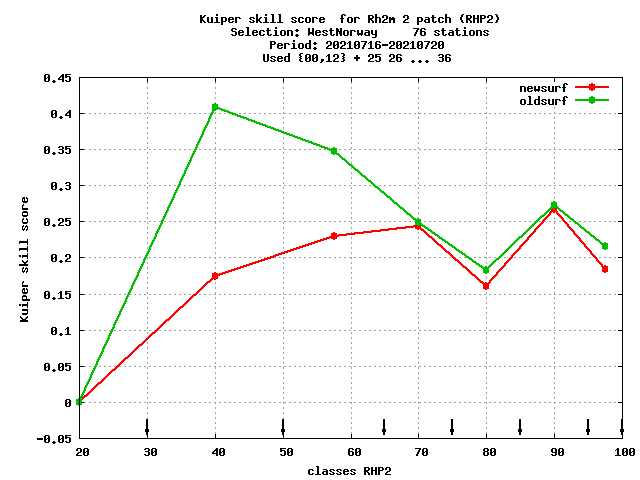 Kuiper skill score  for Rh2m 2 patch (RHP2)
Selection: WestNorway     76 stations
Period: 20210716-20210720
Used {00,12} + 25 26 ... 36
newsurf
oldsurf
Kuiper skill score
0.45
0.4
0.35
0.3
0.25
0.2
0.15
0.1
0.05
0
-0.05
20 30 40 50 60 70 80 90 100
classes RHP2